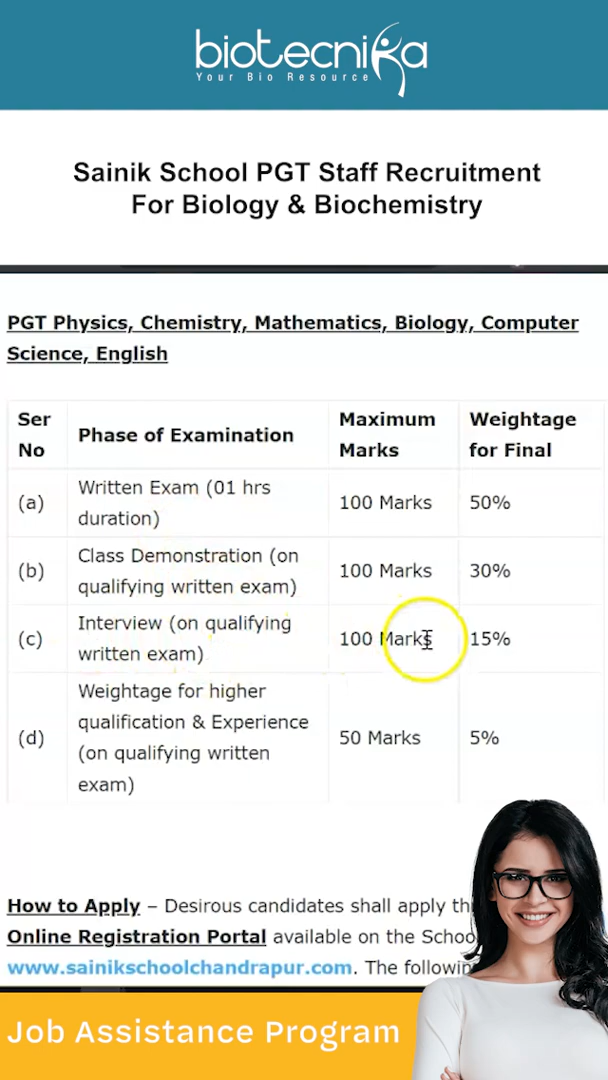 biotecnika
Your Bio Resource
Sainik School PGT Staff Recruitment
For Biology & Biochemistry
PGT Physics, Chemistry, Mathematics, Biology, Computer
Science, English
Ser No Phase of Examination Maximum Marks Weightage for Final
(a) Written Exam (01 hrs duration) 100 Marks 50%
(b) Class Demonstration (on qualifying written exam) 100 Marks 30%
(c) Interview (on qualifying written exam) 100 Marks 15%
(d) Weightage for higher qualification & Experience (on qualifying written exam) 50 Marks 5%
How to Apply – Desirous candidates shall apply
Online Registration Portal available on the
www.sainikschoolchandrapur.com. The
Job Assistance Program